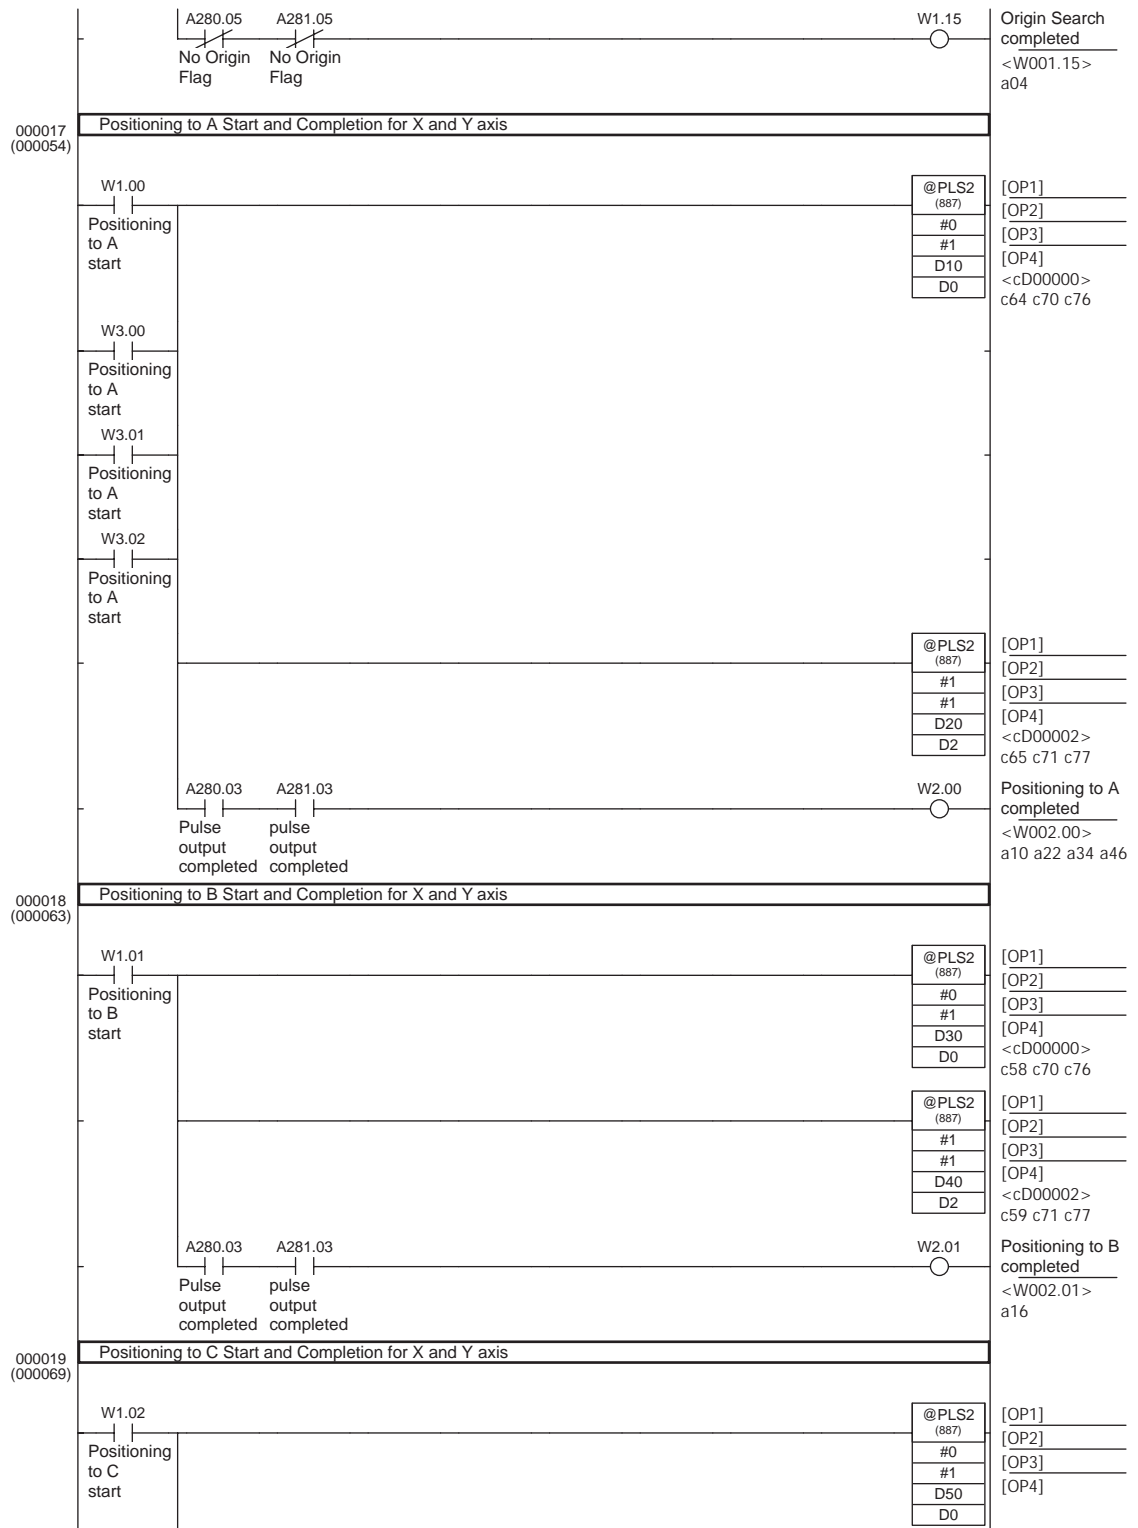 A280.05 A281.05 W1.15 Origin Search
completed
No Origin No Origin <W001.15>
Flag Flag a04
000017 Positioning to A Start and Completion for X and Y axis
(000054)
W1.00 @PLS2 [OP1]
(887) [OP2]
Positioning #0 [OP3]
to A #1 [OP4]
start D10 <cD00000>
D0 c64 c70 c76
W3.00
Positioning
to A
start
W3.01
Positioning
to A
start
W3.02
Positioning
to A
start
@PLS2 [OP1]
(887) [OP2]
#1 [OP3]
#1 [OP4]
D20 <cD00002>
D2 c65 c71 c77
A280.03 A281.03 W2.00 Positioning to A
completed
Pulse pulse <W002.00>
output output a10 a22 a34 a46
completed completed
000018 Positioning to B Start and Completion for X and Y axis
(000063)
W1.01 @PLS2 [OP1]
(887) [OP2]
Positioning #0 [OP3]
to B #1 [OP4]
start D30 <cD00000>
D0 c58 c70 c76
@PLS2 [OP1]
(887) [OP2]
#1 [OP3]
#1 [OP4]
D40 <cD00002>
D2 c59 c71 c77
A280.03 A281.03 W2.01 Positioning to B
completed
Pulse pulse <W002.01>
output output a16
completed completed
000019 Positioning to C Start and Completion for X and Y axis
(000069)
W1.02 @PLS2 [OP1]
(887) [OP2]
Positioning #0 [OP3]
to C #1 [OP4]
start D50
D0